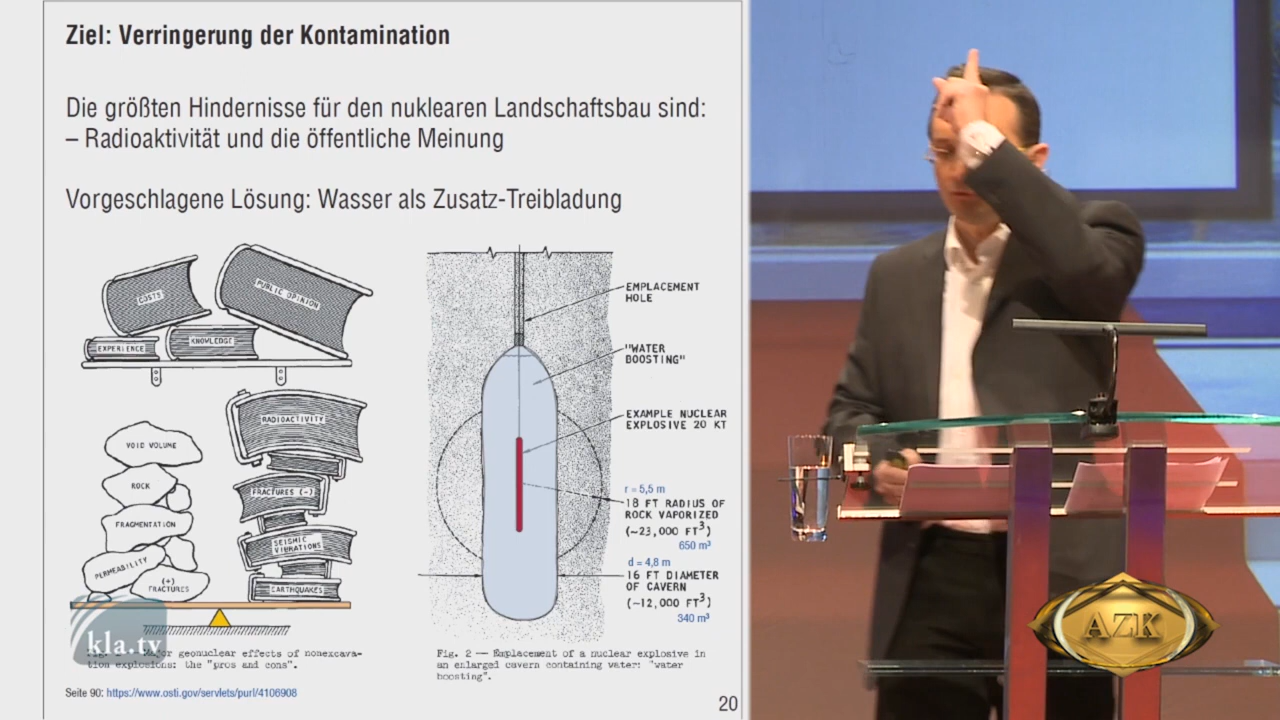 Ziel: Verringerung der Kontamination
Die größten Hindernisse für den nuklearen Landschaftsbau sind:
– Radioaktivität und die öffentliche Meinung
Vorgeschlagene Lösung: Wasser als Zusatz-Treibladung
COSTS
PUBLIC OPINION
EXPERIENCE
KNOWLEDGE
VOID VOLUME
ROCK
FRAGMENTATION
PERMEABILITY
(+)
FRACTURES
RADIOACTIVITY
FRACTURES (-)
SEISMIC
VIBRATIONS
EARTHQUAKES
geonuclear effects of nonexcava-
tion explosions: the "pros and cons".
EMPLACEMENT
HOLE
"WATER
BOOSTING"
EXAMPLE NUCLEAR
EXPLOSIVE 20 KT
r = 5,5 m
18 FT RADIUS OF
ROCK VAPORIZED
(~23,000 FT³)
650 m³
d = 4,8 m
16 FT DIAMETER
OF CAVERN
(~12,000 FT³)
340 m³
Fig. 2 — Emplacement of a nuclear explosive in
an enlarged cavern containing water: "water
boosting".
kla.tv
Seite 90: https://www.osti.gov/servlets/purl/4106908
20
AZK